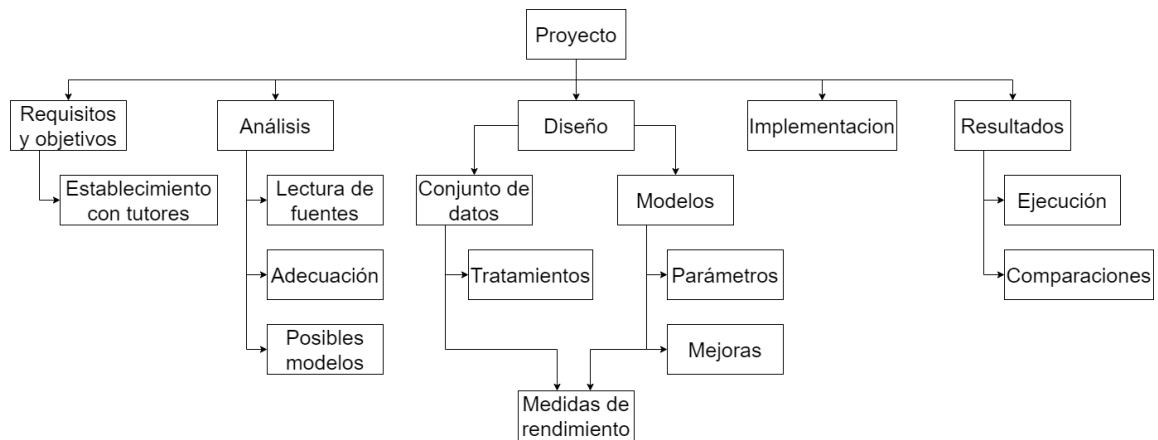 Proyecto
Requisitos
y objetivos
Análisis
Diseño
Implementacion
Resultados
Establecimiento
con tutores
Lectura de
fuentes
Conjunto de
datos
Modelos
Ejecución
Adecuación
Tratamientos
Parámetros
Comparaciones
Posibles
modelos
Mejoras
Medidas de
rendimiento